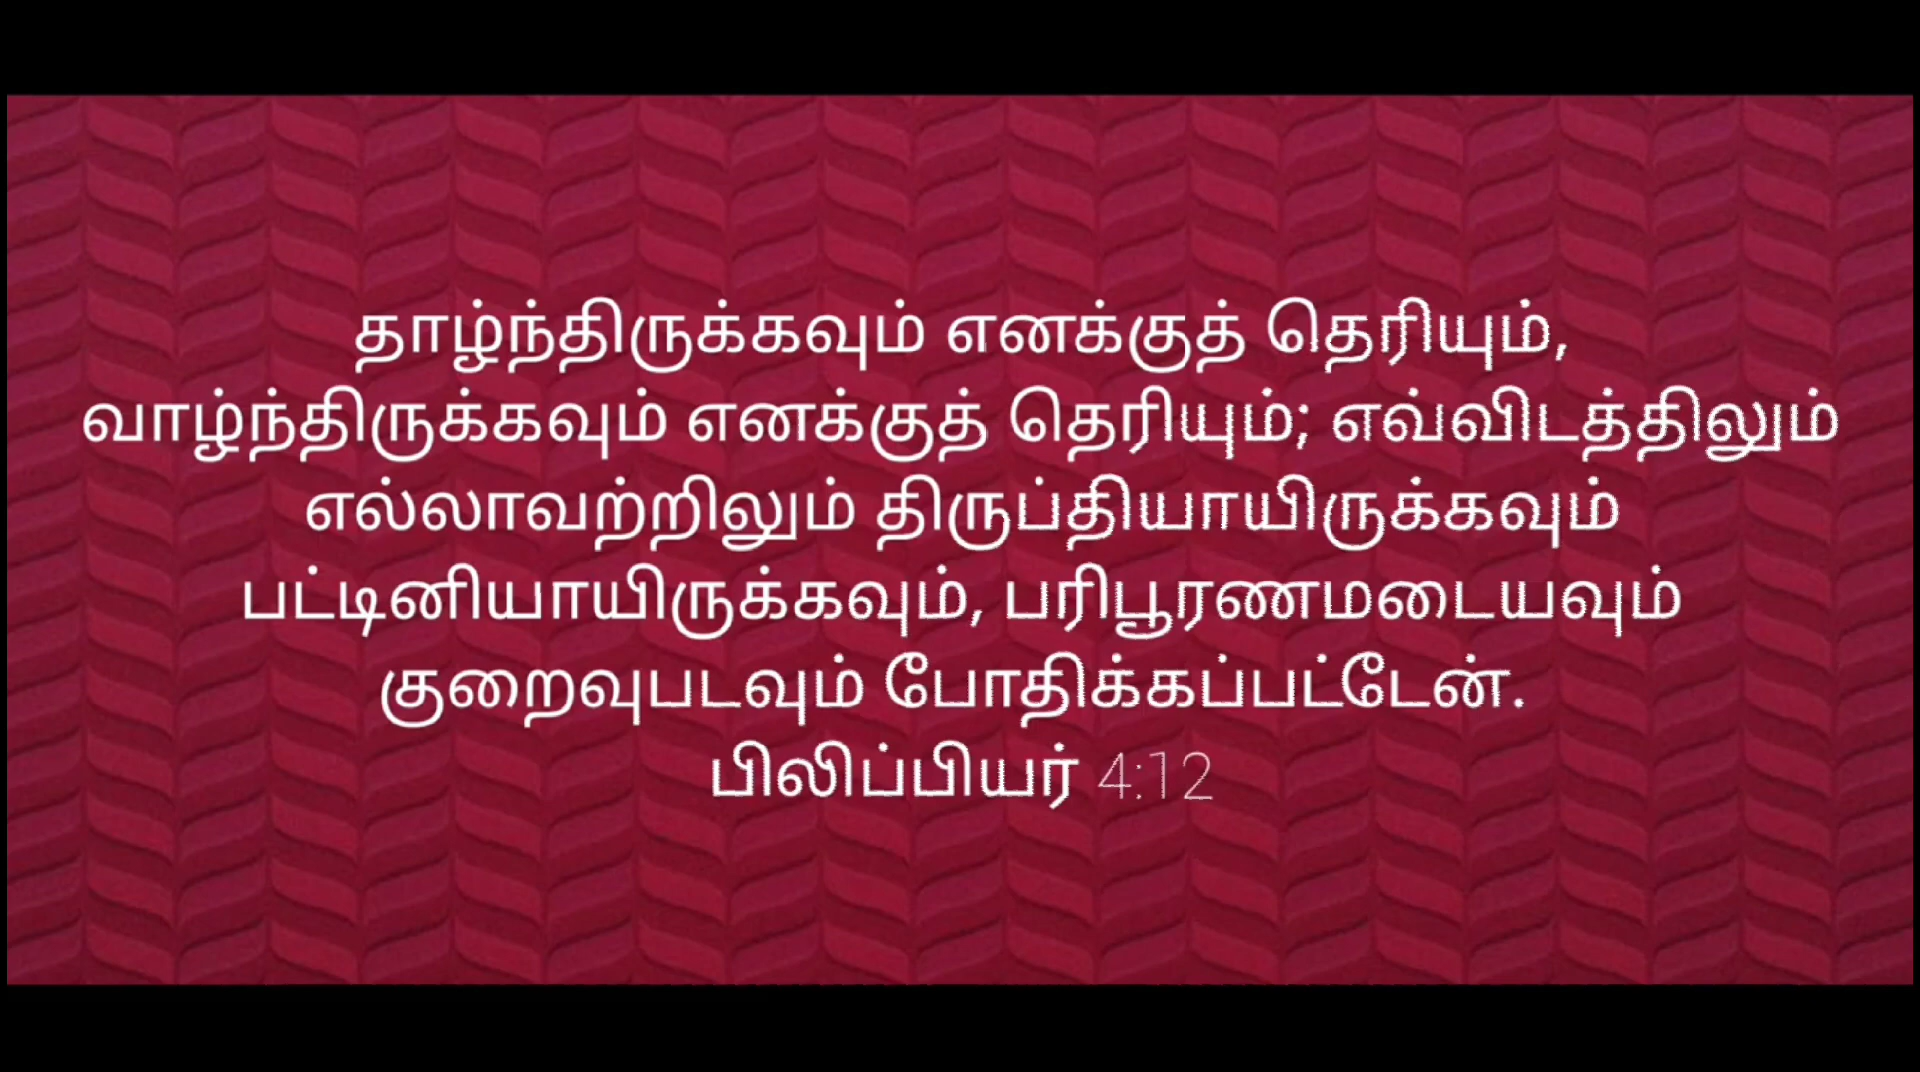 தாழ்ந்திருக்கவும் எனக்குத் தெரியும்,
வாழ்ந்திருக்கவும் எனக்குத் தெரியும்; எவ்விடத்திலும்
எல்லாவற்றிலும் திருப்தியாயிருக்கவும்
பட்டினியாயிருக்கவும், பரிபூரணமடையவும்
குறைவுபடவும் போதிக்கப்பட்டேன்.
பிலிப்பியர் 4:12